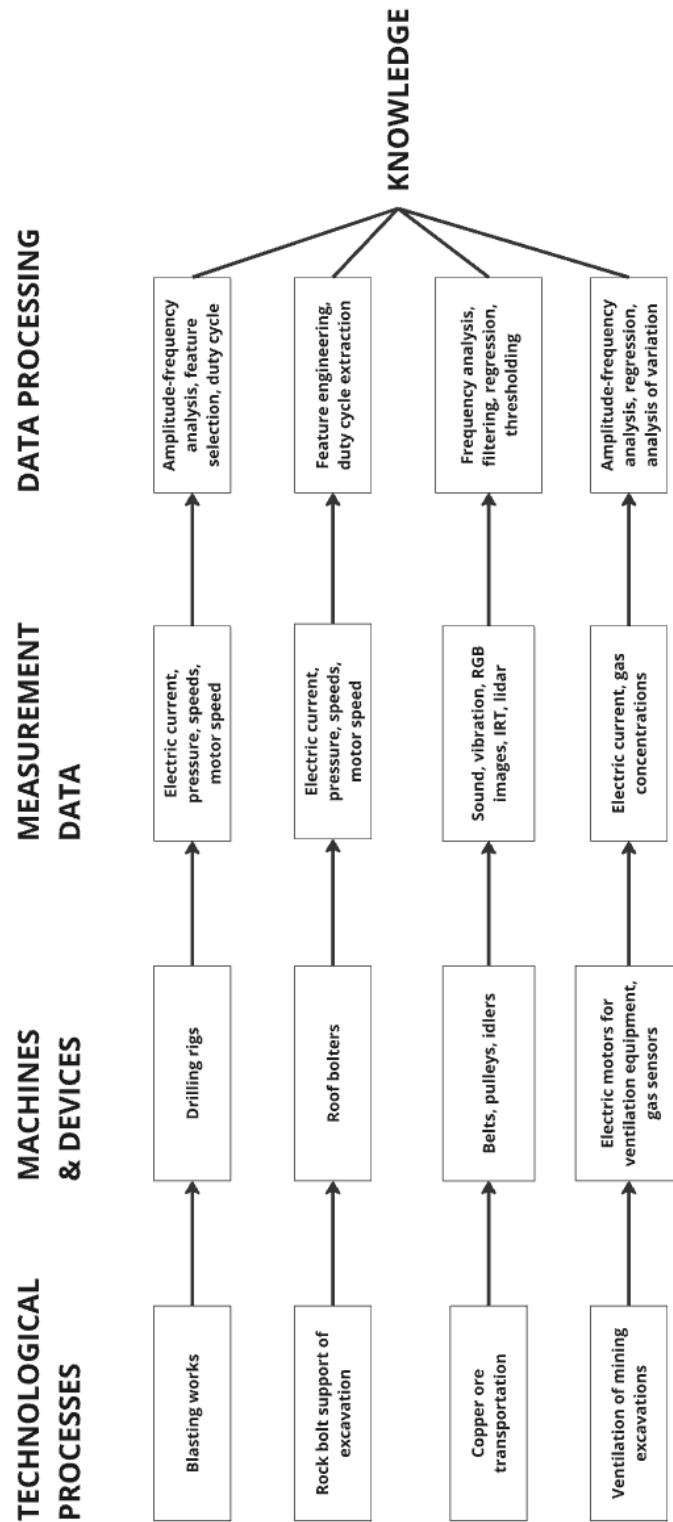 TECHNOLOGICAL
PROCESSES
MACHINES
& DEVICES
MEASUREMENT
DATA
DATA PROCESSING
Blasting works
Drilling rigs
Electric current,
pressure, speeds,
motor speed
Amplitude-frequency
analysis, feature
selection, duty cycle
Rock bolt support of
excavation
Roof bolters
Electric current,
pressure, speeds,
motor speed
Feature engineering,
duty cycle extraction
KNOWLEDGE
Copper ore
transportation
Belts, pulleys, idlers
Sound, vibration, RGB
images, IRT, lidar
Frequency analysis,
filtering, regression,
thresholding
Ventilation of mining
excavations
Electric motors for
ventilation equipment,
gas sensors
Electric current, gas
concentrations
Amplitude-frequency
analysis, regression,
analysis of variation